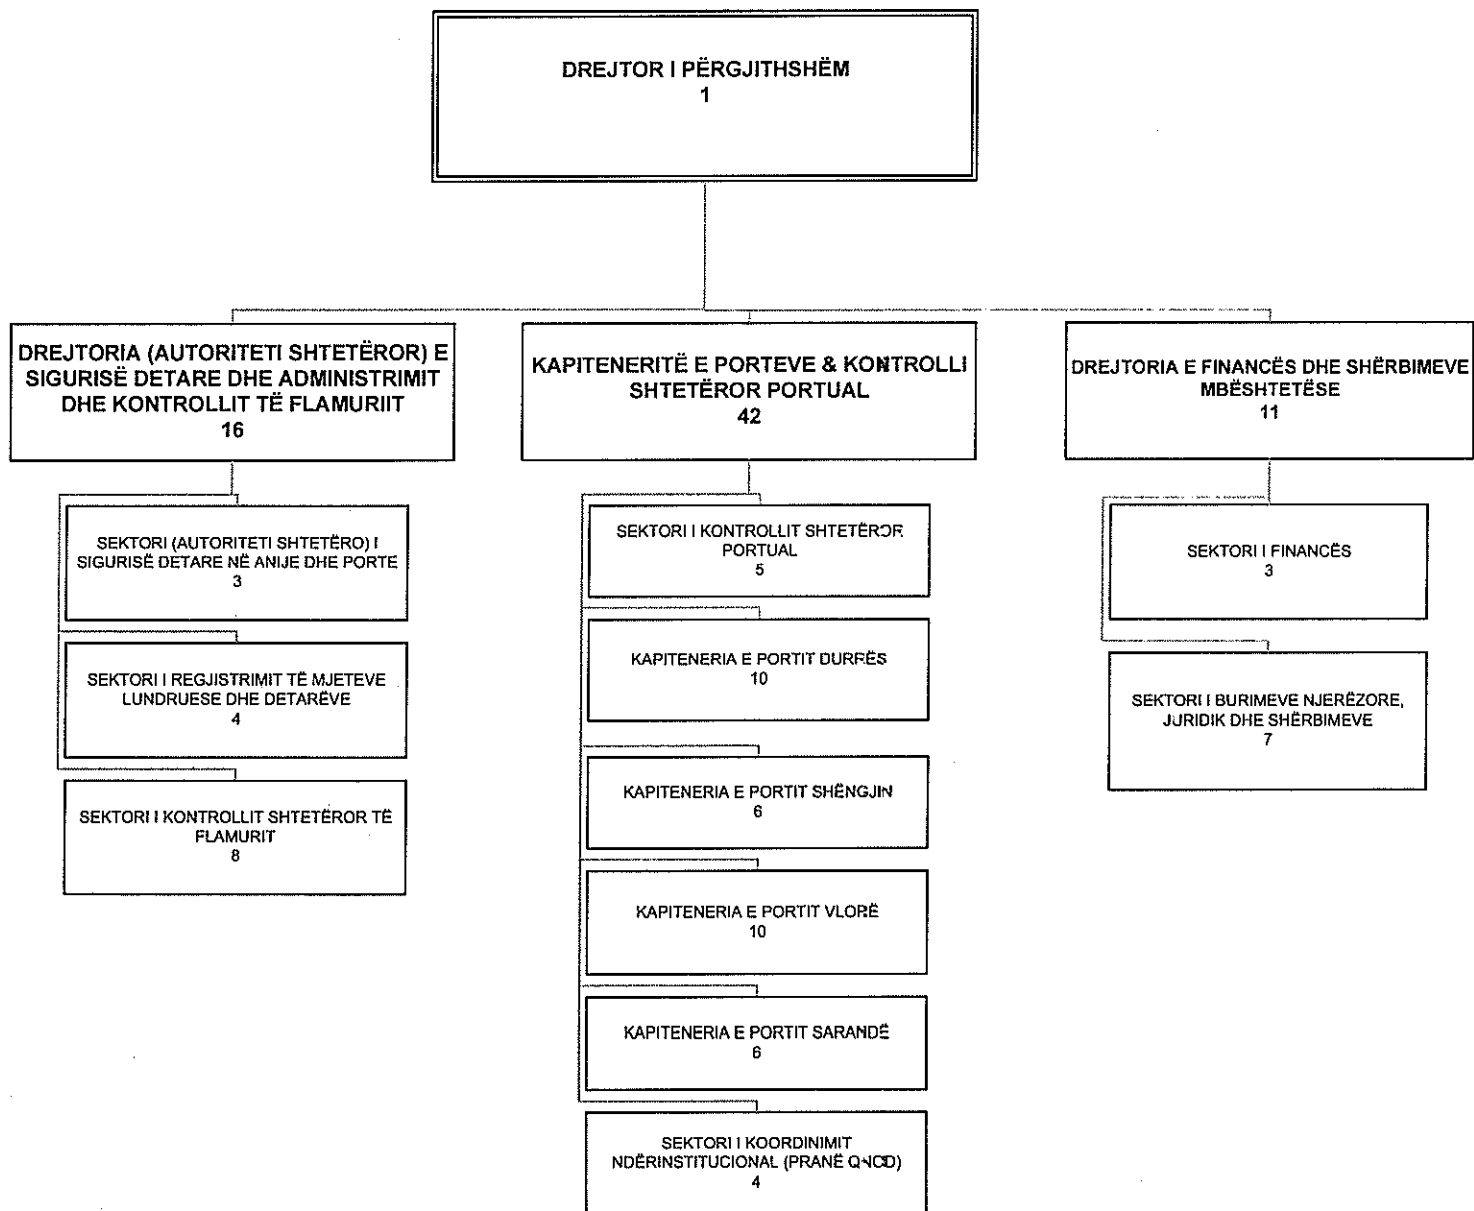 DREJTOR I PËRGJITHSHËM
1
DREJTORIA (AUTORITETI SHTETËROR) E
SIGURISË DETARE DHE ADMINISTRIMIT
DHE KONTROLLIT TË FLAMURIIT
16
SEKTORI (AUTORITETI SHTETËRO) I
SIGURISË DETARE NË ANIJE DHE PORTE
3
SEKTORI I REGJISTRIMIT TË MJETEVE
LUNDRUESE DHE DETARËVE
4
SEKTORI I KONTROLLIT SHTETËROR TË
FLAMURIT
8
KAPITENERITË E PORTEVE & KONTROLLI
SHTETËROR PORTUAL
42
SEKTORI I KONTROLLIT SHTETËROR
PORTUAL
5
KAPITENERIA E PORTIT DURRËS
10
KAPITENERIA E PORTIT SHËNGJIN
6
KAPITENERIA E PORTIT VLORË
10
KAPITENERIA E PORTIT SARANDË
6
SEKTORI I KOORDINIMIT
NDËRINSTITUCIONAL (PRANË
4
DREJTORIA E FINANCËS DHE SHËRBIMEVE
MBËSHTETËSE
11
SEKTORI I FINANCËS
3
SEKTORI I BURIMEVE NJERËZORE,
JURIDIK DHE SHËRBIMEVE
7